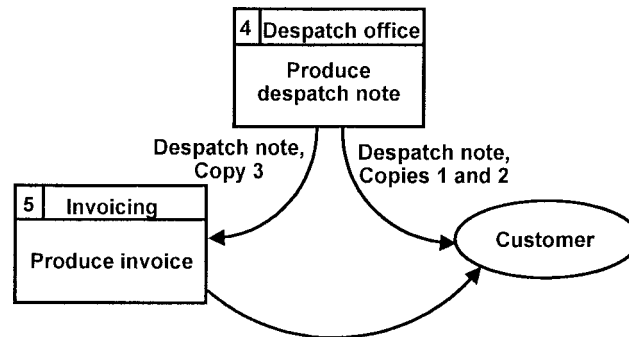 4 Despatch office
Produce
despatch note
Despatch note,
Copy 3
Despatch note,
Copies 1 and 2
5 Invoicing
Produce invoice
Customer